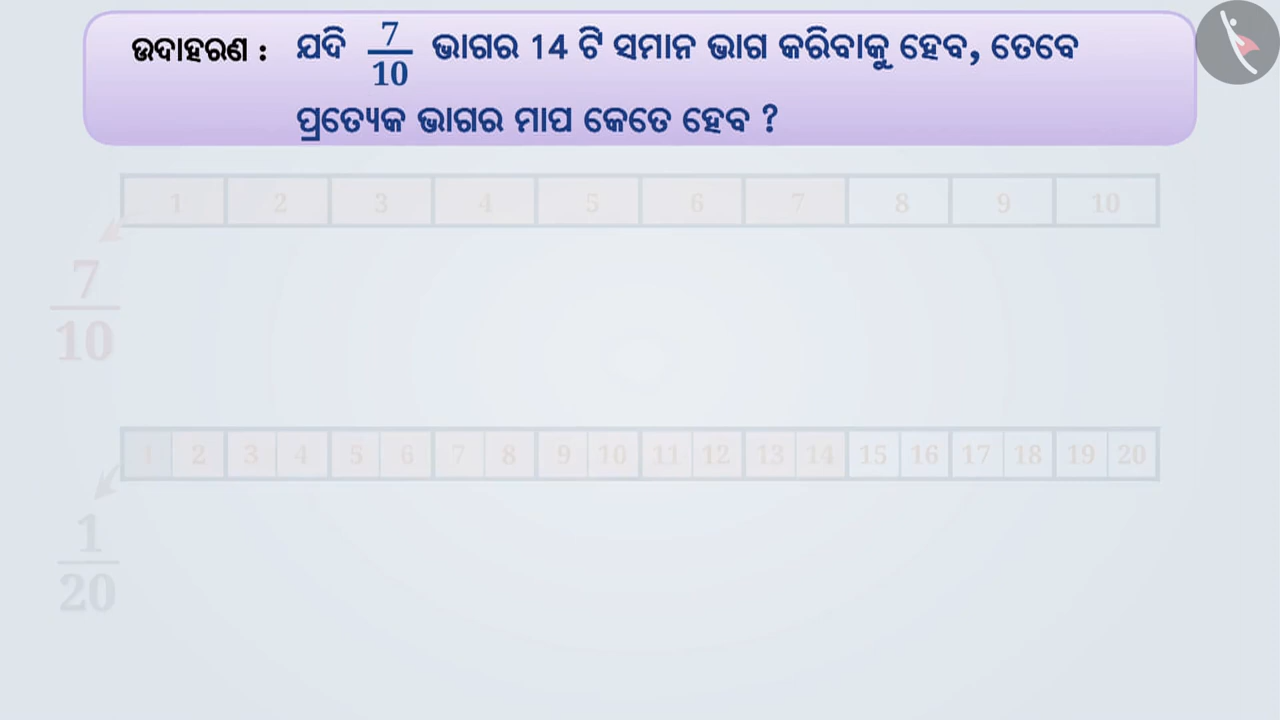 ଉଦାହରଣ : ଯଦି 7/10 ଭାଗର 14 ଟି ସମାନ ଭାଗ କରିବାକୁ ହେବ, ତେବେ
ପ୍ରତ୍ୟେକ ଭାଗର ମାପ କେତେ ହେବ ?
1 2 3 4 5 6 7 8 9 10
7/10
1 2 3 4 5 6 7 8 9 10 11 12 13 14 15 16 17 18 19 20
1/20